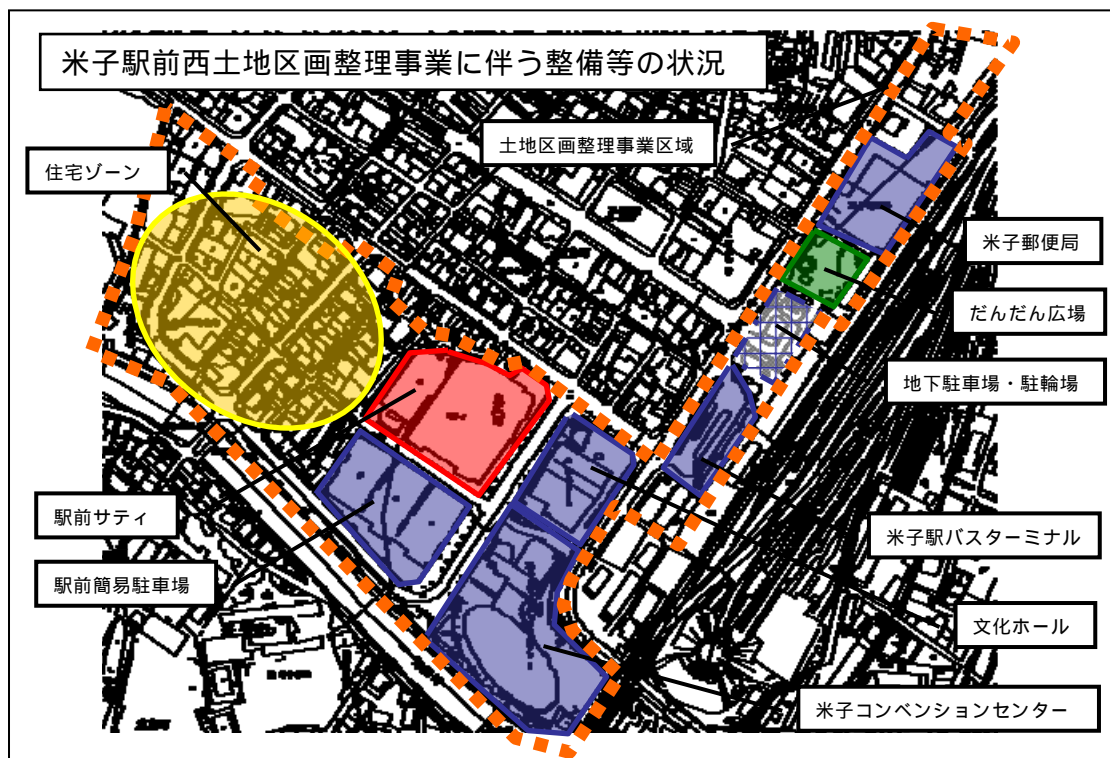 米子駅前西土地区画整理事業に伴う整備等の状況
土地区画整理事業区域
住宅ゾーン
米子郵便局
だんだん広場
地下駐車場・駐輪場
駅前サティ
米子駅バスターミナル
駅前簡易駐車場
文化ホール
米子コンベンションセンター